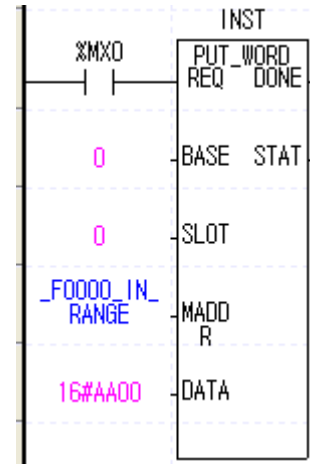 INST
%MX0
PUT_WORD
REQ DONE
0
BASE STAT
0
SLOT
_F0000_IN_
RANGE
MADD
R
16#AA00
DATA